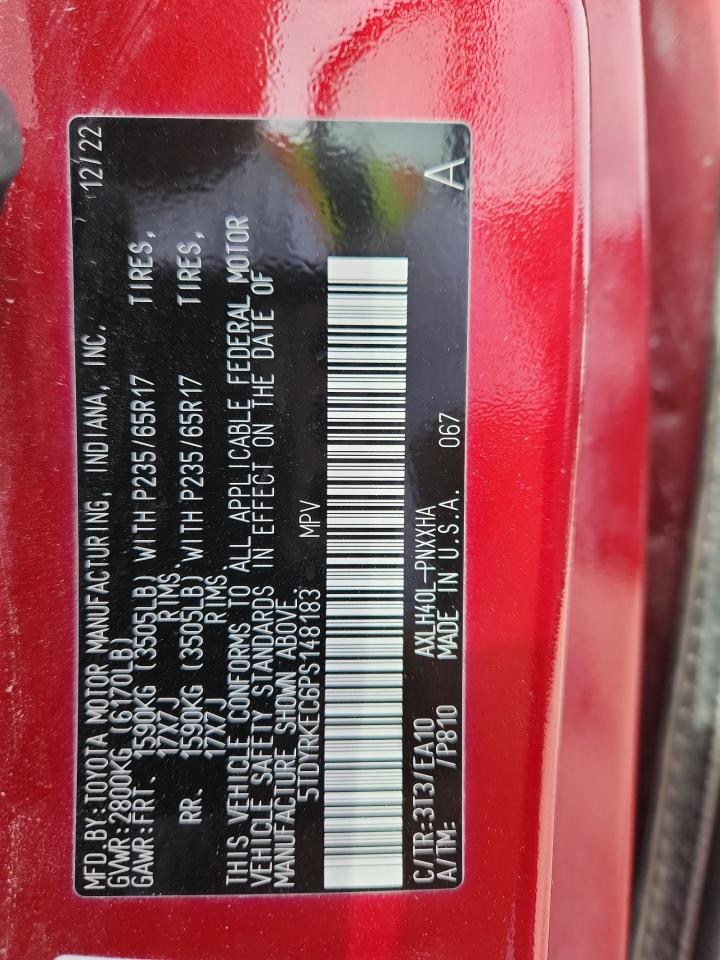 MFD.BY:TOYOTA MOTOR MANUFACTURING, INDIANA, INC. 12/22
GVWR:2800KG (6170LB)
GAWR:FRT. 1590KG (3505LB) WITH P235/65R17 TIRES,
17X7J RIMS.
RR. 1590KG (3505LB) WITH P235/65R17 TIRES,
17X7J RIMS.
THIS VEHICLE CONFORMS TO ALL APPLICABLE FEDERAL MOTOR
VEHICLE SAFETY STANDARDS IN EFFECT ON THE DATE OF
MANUFACTURE SHOWN ABOVE.
5TDYRKEC6PS148183 MPV
C/TR:3T3/EA10 AXLH40L-PNXXHA
A/TM: /P810 MADE IN U.S.A. 067
A